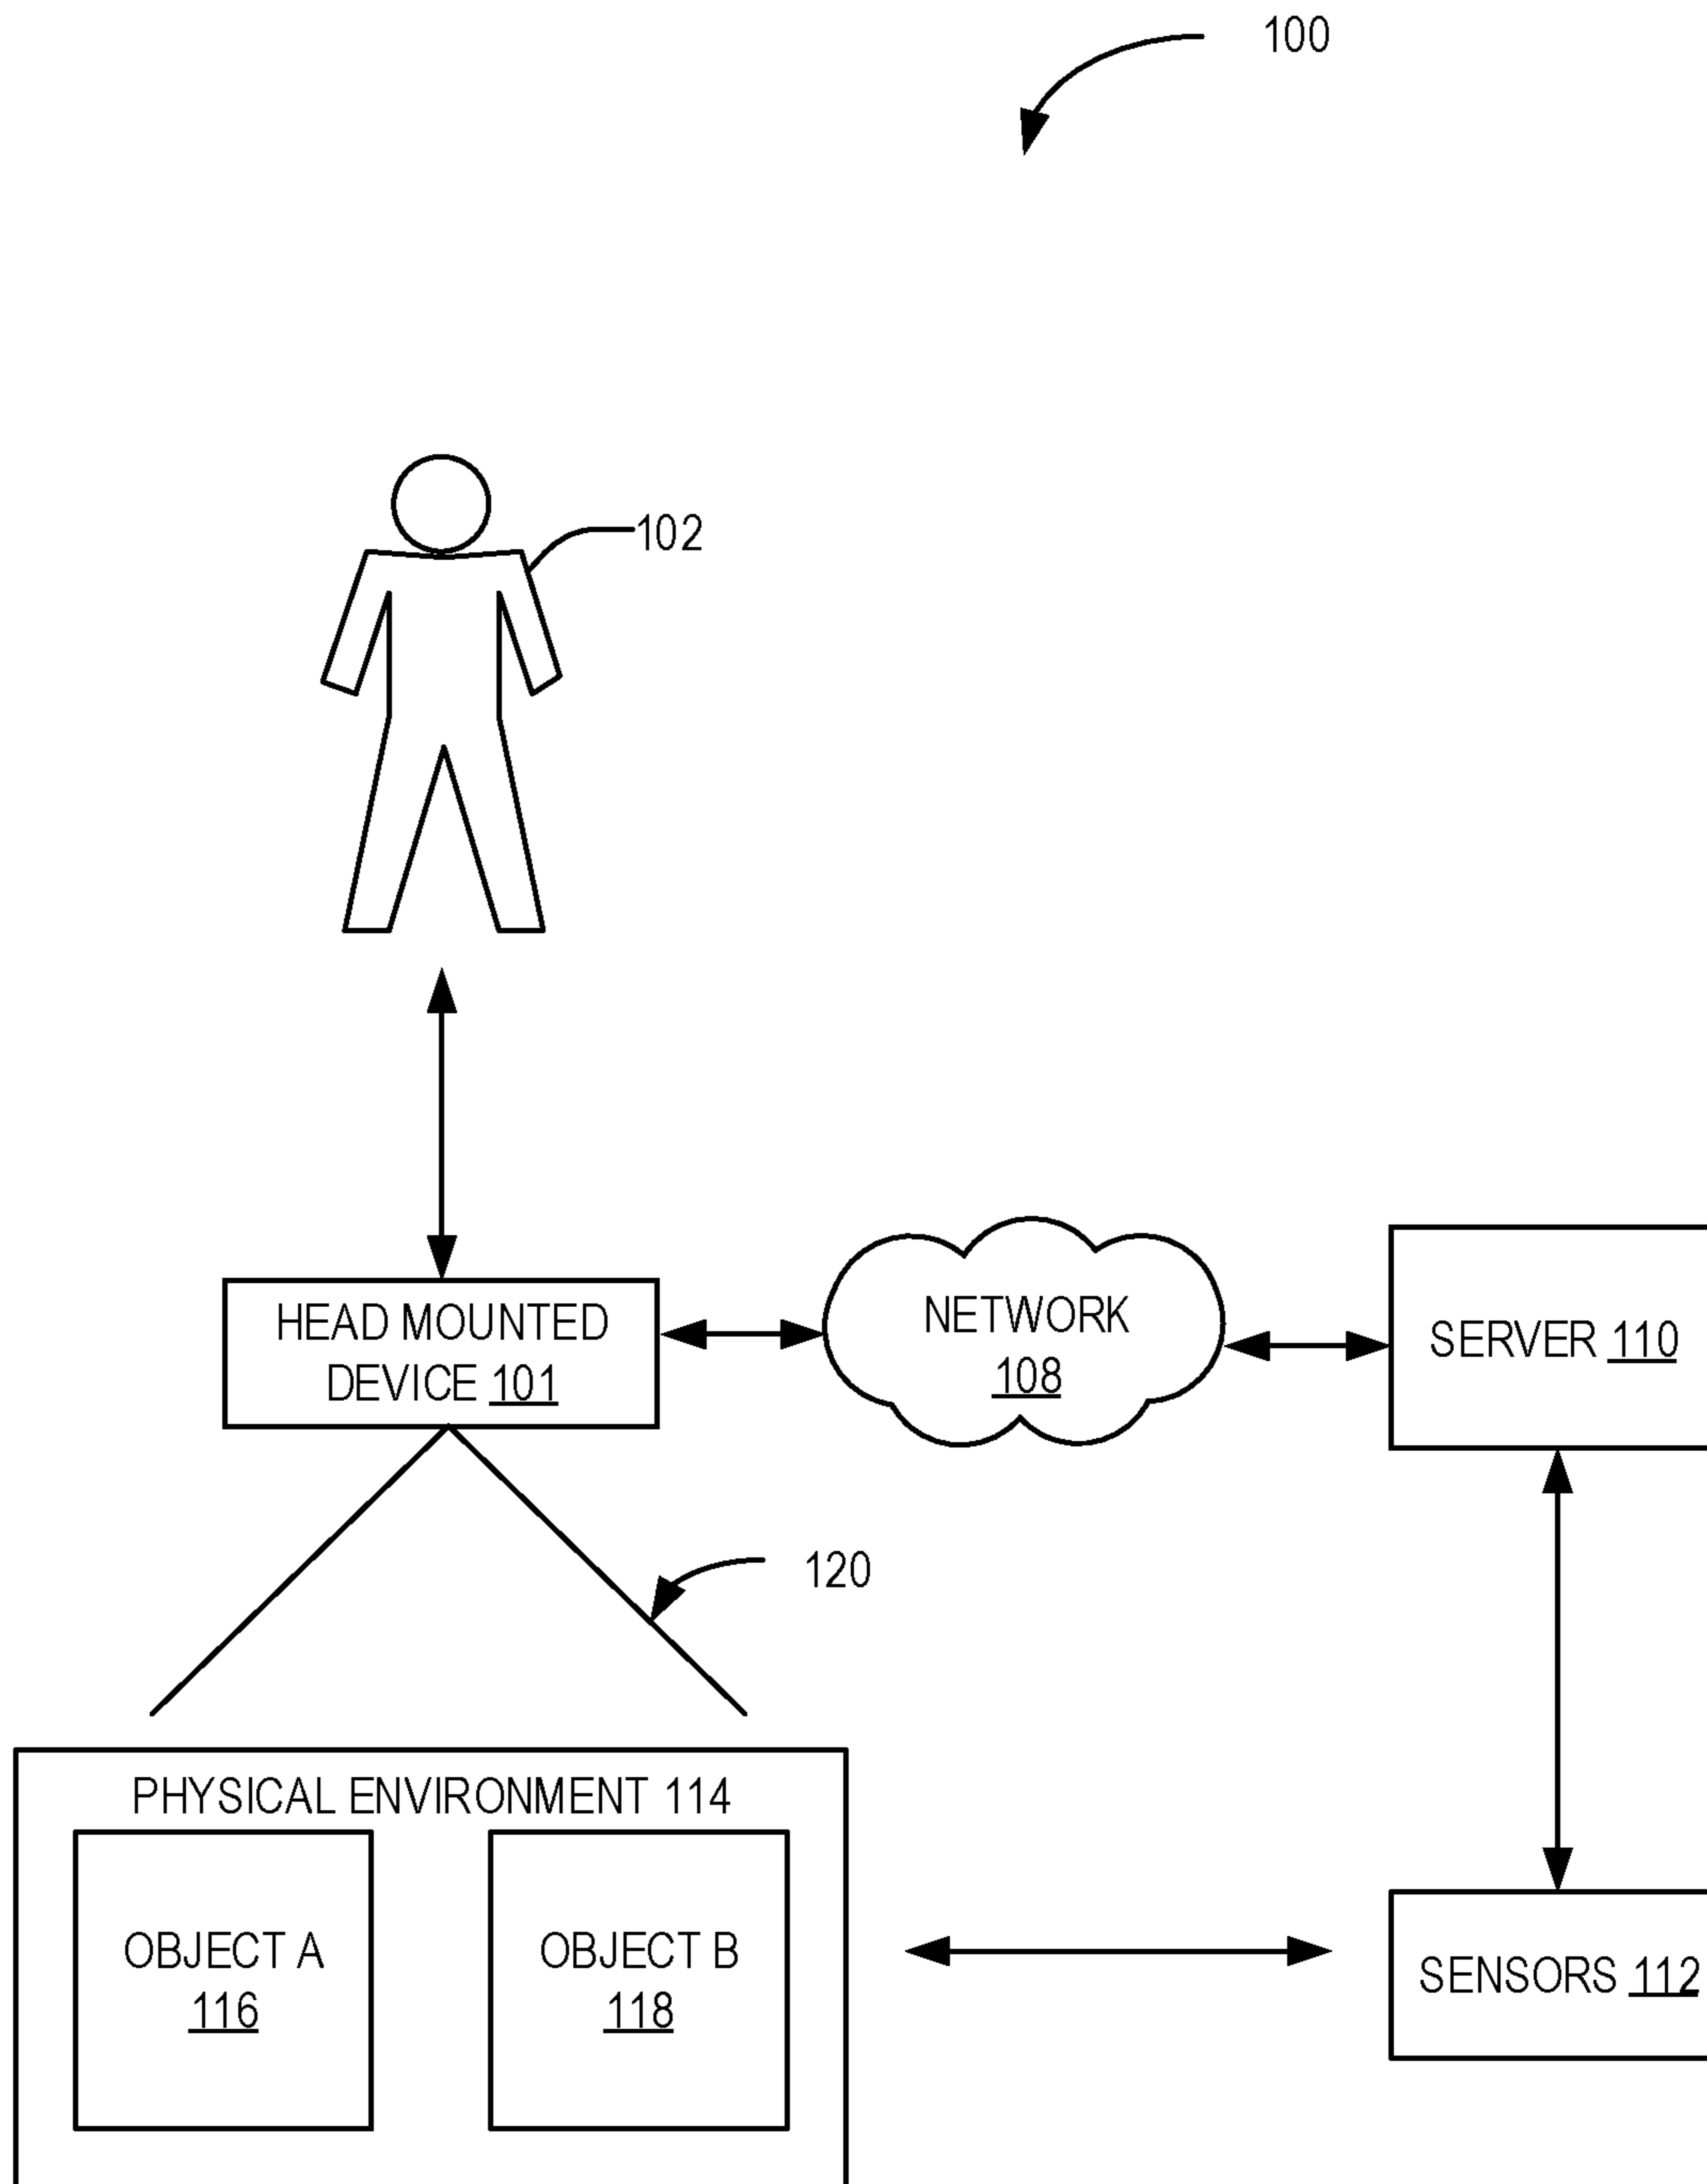 100
102
HEAD MOUNTED
DEVICE 101
NETWORK
108
SERVER 110
120
PHYSICAL ENVIRONMENT 114
OBJECT A
116
OBJECT B
118
SENSORS 112